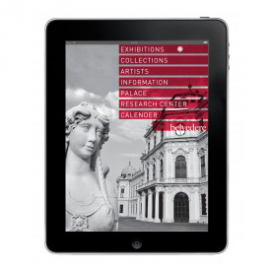 EXHIBITIONS
COLLECTIONS
ARTISTS
INFORMATION
PALACE
RESEARCH CENTER
CALENDER
belvedere